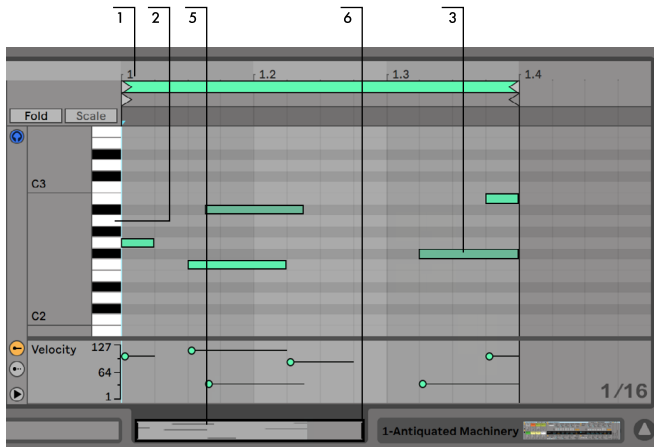 1 2 5 6 3
1 1.2 1.3 1.4
Fold Scale
C3
C2
Velocity 127
64
1
1/16
1-Antiquated Machinery